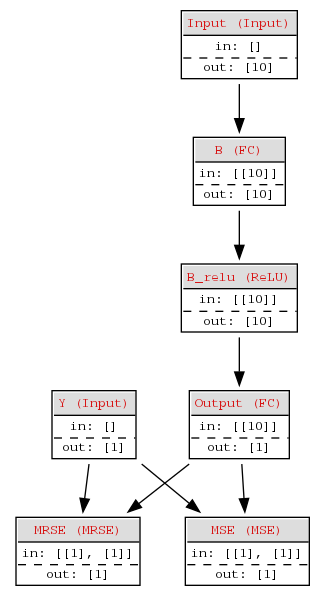 Input (Input)
in: []
out: [10]
B (FC)
in: [[10]]
out: [10]
B_relu (ReLU)
in: [[10]]
out: [10]
Y (Input)
in: []
out: [1]
Output (FC)
in: [[10]]
out: [1]
MRSE (MRSE)
in: [[1], [1]]
out: [1]
MSE (MSE)
in: [[1], [1]]
out: [1]